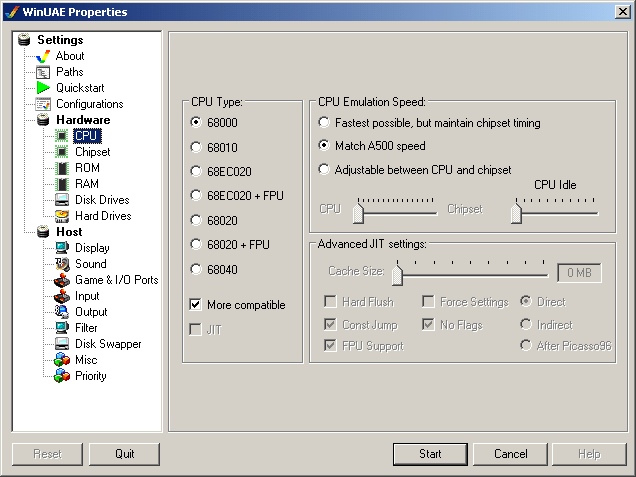 WinUAE Properties
Settings
About
Paths
Quickstart
Configurations
Hardware
CPU
Chipset
ROM
RAM
Disk Drives
Hard Drives
Host
Display
Sound
Game & I/O Ports
Input
Output
Filter
Disk Swapper
Misc
Priority
CPU Type:
68000
68010
68EC020
68EC020 + FPU
68020
68020 + FPU
68040
More compatible
JIT
CPU Emulation Speed:
Fastest possible, but maintain chipset timing
Match A500 speed
Adjustable between CPU and chipset
CPU Idle
CPU Chipset
Advanced JIT settings:
Cache Size: 0 MB
Hard Flush Force Settings Direct
Const Jump No Flags Indirect
FPU Support After Picasso96
Reset Quit Start Cancel Help